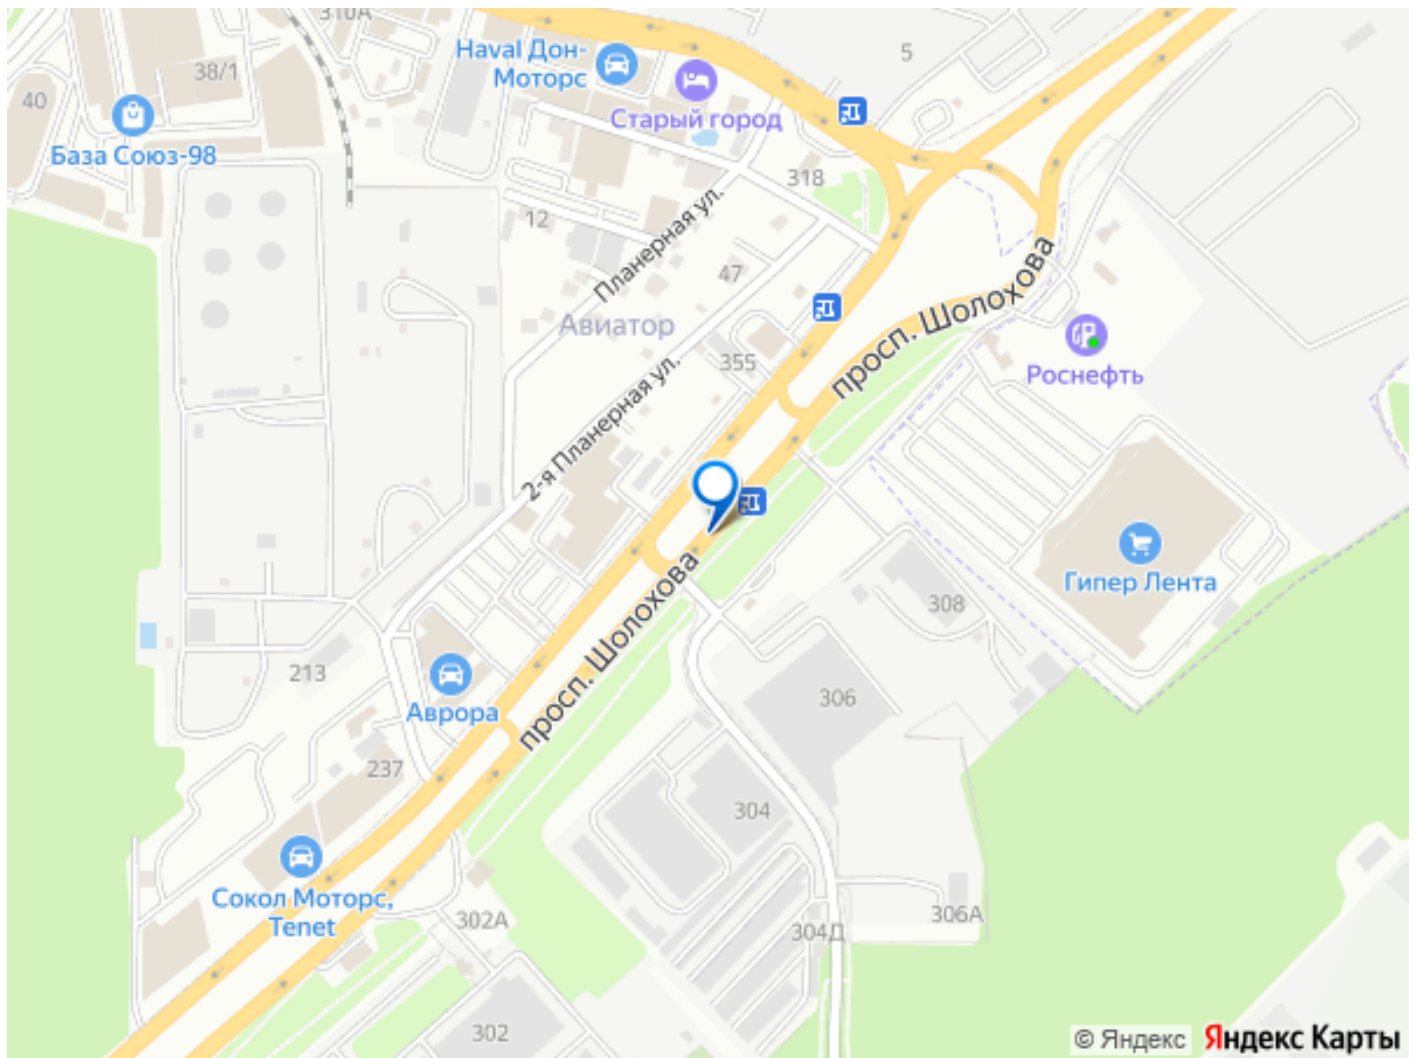 310А
Haval Дон-
Моторс
5
38/1
40
Старый город
База Союз-98
318
12
Планерная ул.
47
просп. Шолохова
Авиатор
355
Роснефть
2-я Планерная ул.
Гипер Лента
308
просп. Шолохова
213
306
Аврора
237
304
Сокол Моторс,
Tenet
302А
306А
304Д
302
© Яндекс Яндекс Карты